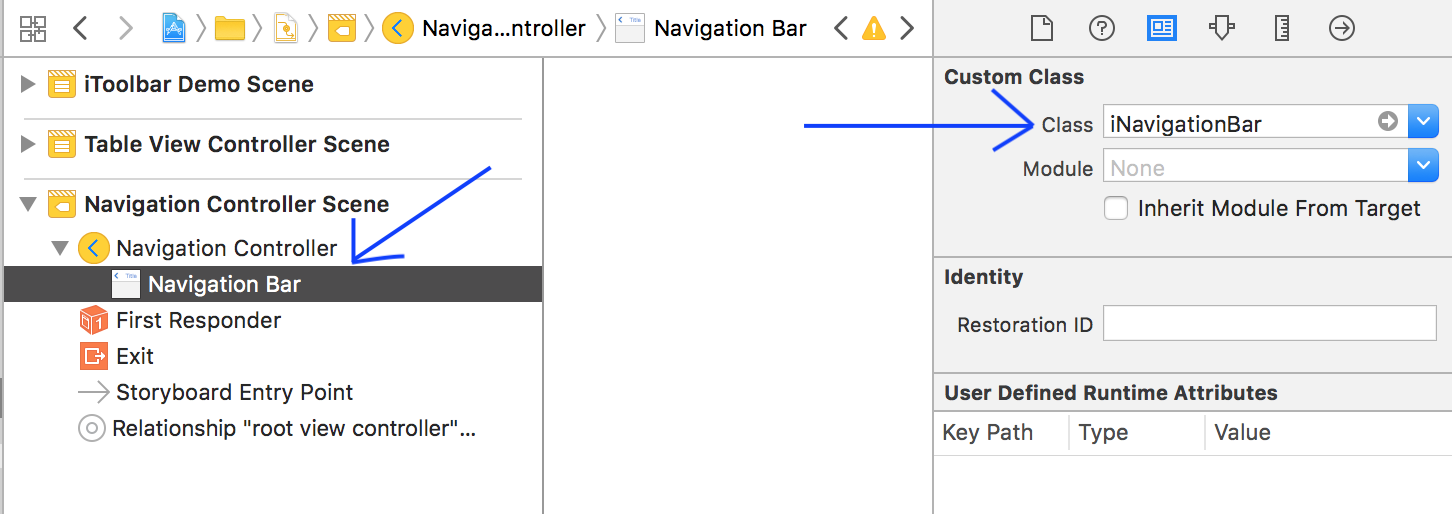 Naviga...ntroller
Navigation Bar
iToolbar Demo Scene
Table View Controller Scene
Navigation Controller Scene
Navigation Controller
Title
Navigation Bar
First Responder
Exit
Storyboard Entry Point
Relationship "root view controller"...
Custom Class
Class iNavigationBar
Module None
Inherit Module From Target
Identity
Restoration ID
User Defined Runtime Attributes
Key Path Type Value